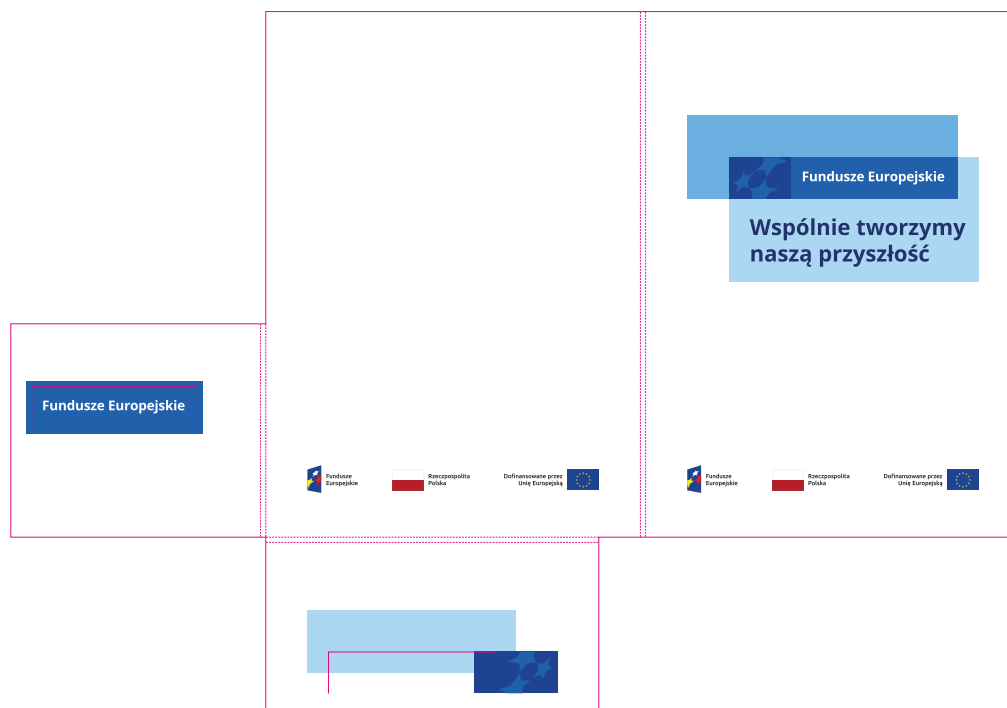 Fundusze Europejskie
Wspólnie tworzymy
naszą przyszłość
Fundusze Europejskie
Fundusze
Europejskie
Rzeczpospolita
Polska
Dofinansowane przez
Unię Europejską
Fundusze
Europejskie
Rzeczpospolita
Polska
Dofinansowane przez
Unię Europejską